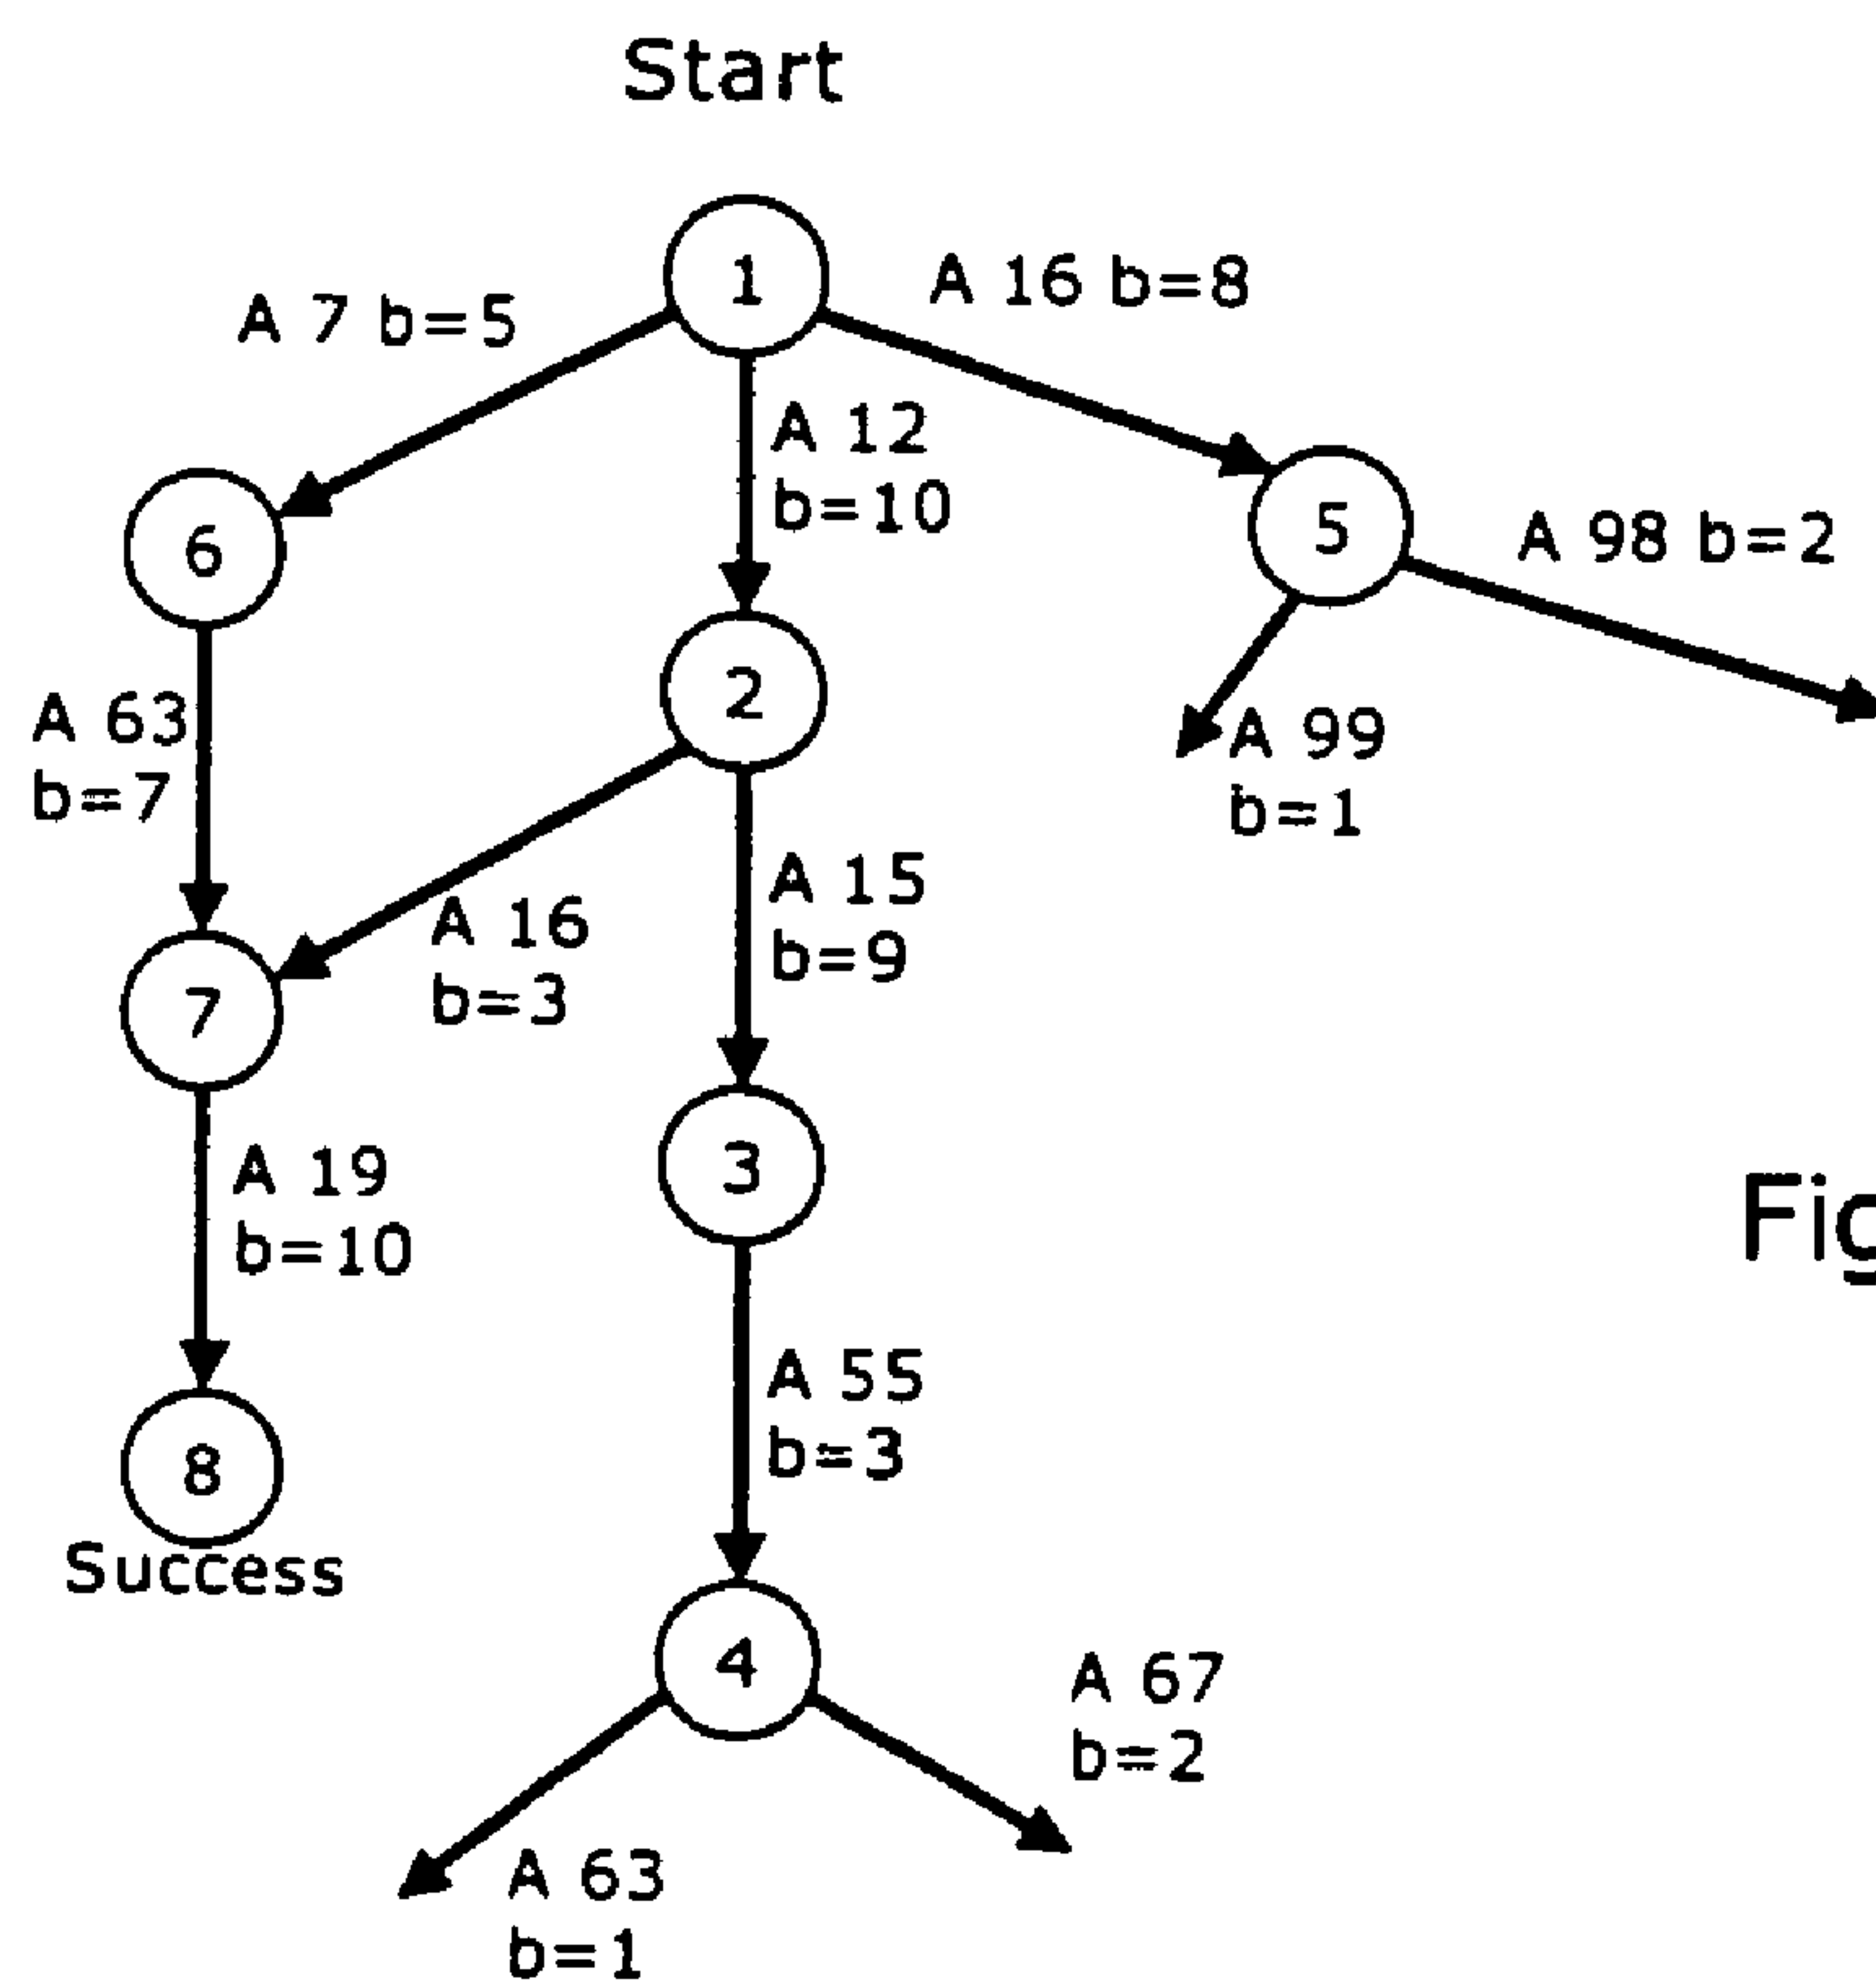 Start
1
A 16 b=8
A 7 b=5
A 12
b=10
6
5
A 98 b=2
2
A 63
b=7
A 99
b=1
A 15
b=9
A 16
b=3
7
3
A 19
b=10
Fig
A 55
b=3
8
Success
4
A 67
b=2
A 63
b=1